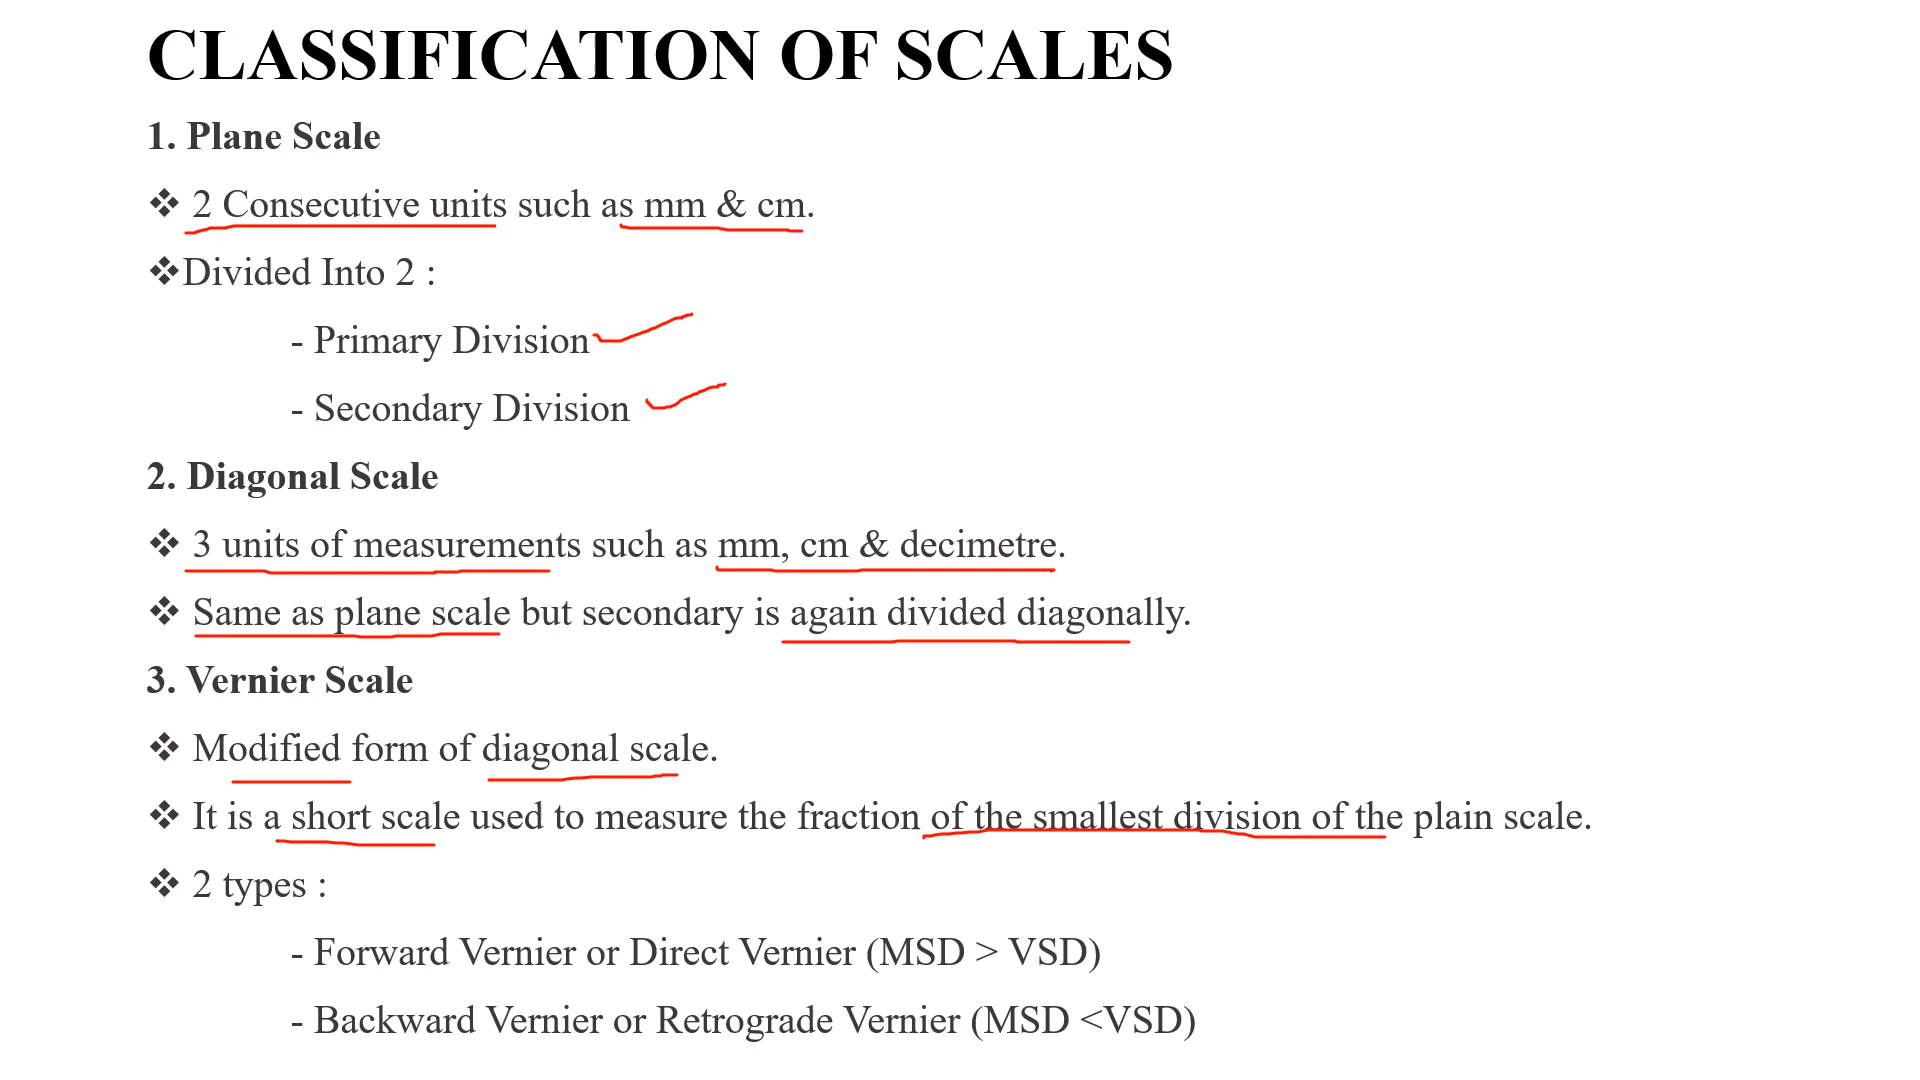 CLASSIFICATION OF SCALES
1. Plane Scale
❖ 2 Consecutive units such as mm & cm.
❖Divided Into 2 :
- Primary Division
- Secondary Division
2. Diagonal Scale
❖ 3 units of measurements such as mm, cm & decimetre.
❖ Same as plane scale but secondary is again divided diagonally.
3. Vernier Scale
❖ Modified form of diagonal scale.
❖ It is a short scale used to measure the fraction of the smallest division of the plain scale.
❖ 2 types :
- Forward Vernier or Direct Vernier (MSD > VSD)
- Backward Vernier or Retrograde Vernier (MSD <VSD)